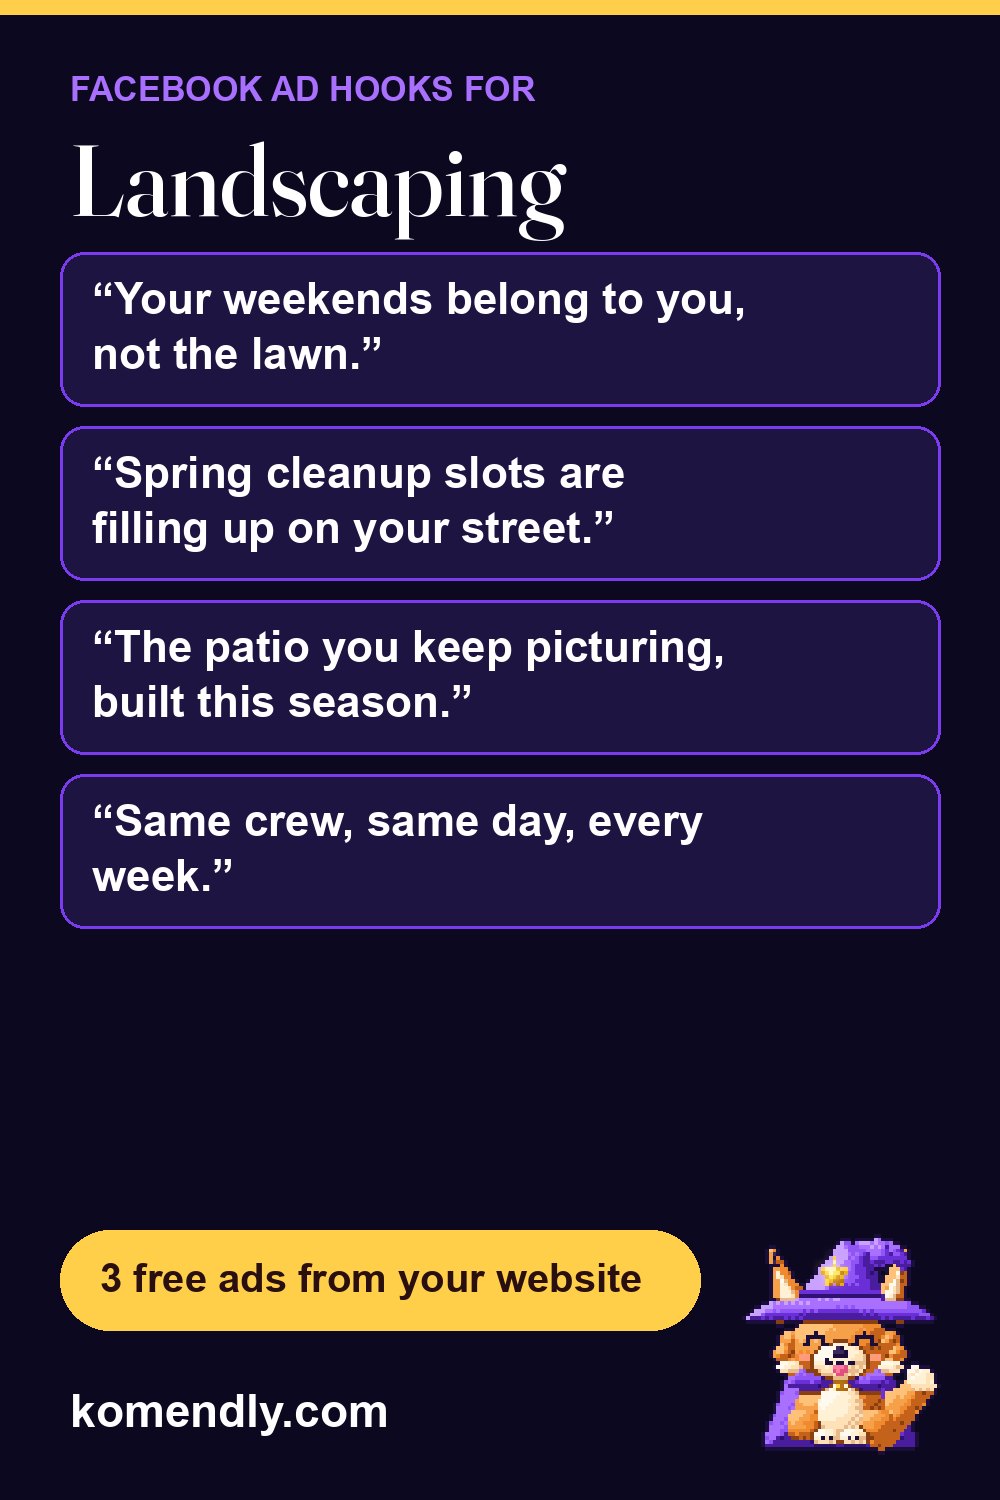 FACEBOOK AD HOOKS FOR
Landscaping
“Your weekends belong to you,
not the lawn.”
“Spring cleanup slots are
filling up on your street.”
“The patio you keep picturing,
built this season.”
“Same crew, same day, every
week.”
3 free ads from your website
komendly.com